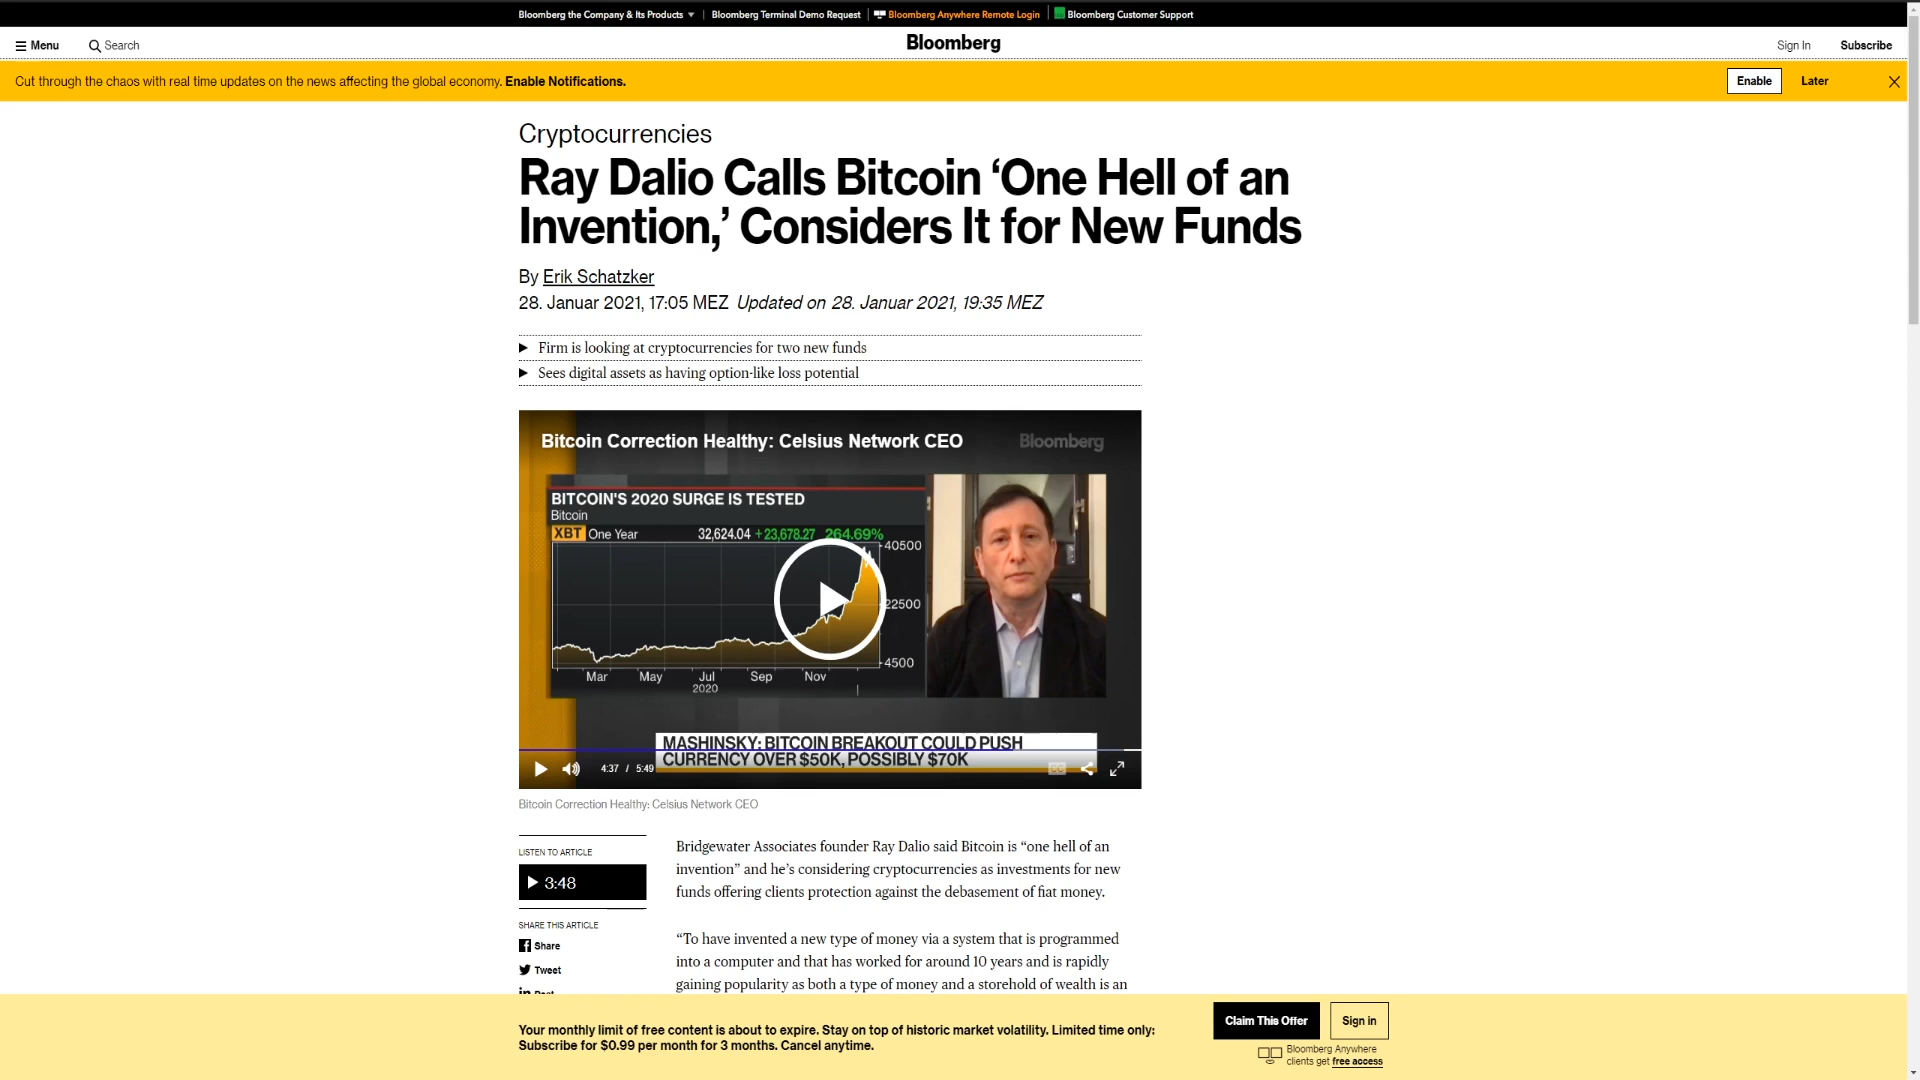 Bloomberg the Company & Its Products ▼
Bloomberg Terminal Demo Request
Bloomberg Anywhere Remote Login
Bloomberg Customer Support
Menu
Search
Bloomberg
Sign In
Subscribe
Cut through the chaos with real time updates on the news affecting the global economy. Enable Notifications.
Enable
Later
Cryptocurrencies
Ray Dalio Calls Bitcoin ‘One Hell of an
Invention,’ Considers It for New Funds
By Erik Schatzker
28. Januar 2021, 17:05 MEZ Updated on 28. Januar 2021, 19:35 MEZ
Firm is looking at cryptocurrencies for two new funds
Sees digital assets as having option-like loss potential
Bitcoin Correction Healthy: Celsius Network CEO
Bloomberg
BITCOIN'S 2020 SURGE IS TESTED
Bitcoin
XBT One Year 32,624.04 +23,678.27 264.69%
40500
22500
4500
Mar May Jul Sep Nov
2020
MASHINSKY: BITCOIN BREAKOUT COULD PUSH
CURRENCY OVER $50K, POSSIBLY $70K
4:37 / 5:49
CC
Bitcoin Correction Healthy: Celsius Network CEO
LISTEN TO ARTICLE
3:48
SHARE THIS ARTICLE
Share
Tweet
Post
Bridgewater Associates founder Ray Dalio said Bitcoin is “one hell of an
invention” and he’s considering cryptocurrencies as investments for new
funds offering clients protection against the debasement of fiat money.
“To have invented a new type of money via a system that is programmed
into a computer and that has worked for around 10 years and is rapidly
gaining popularity as both a type of money and a storehold of wealth is an
Your monthly limit of free content is about to expire. Stay on top of historic market volatility. Limited time only:
Subscribe for $0.99 per month for 3 months. Cancel anytime.
Claim This Offer
Sign in
Bloomberg Anywhere
clients get free access